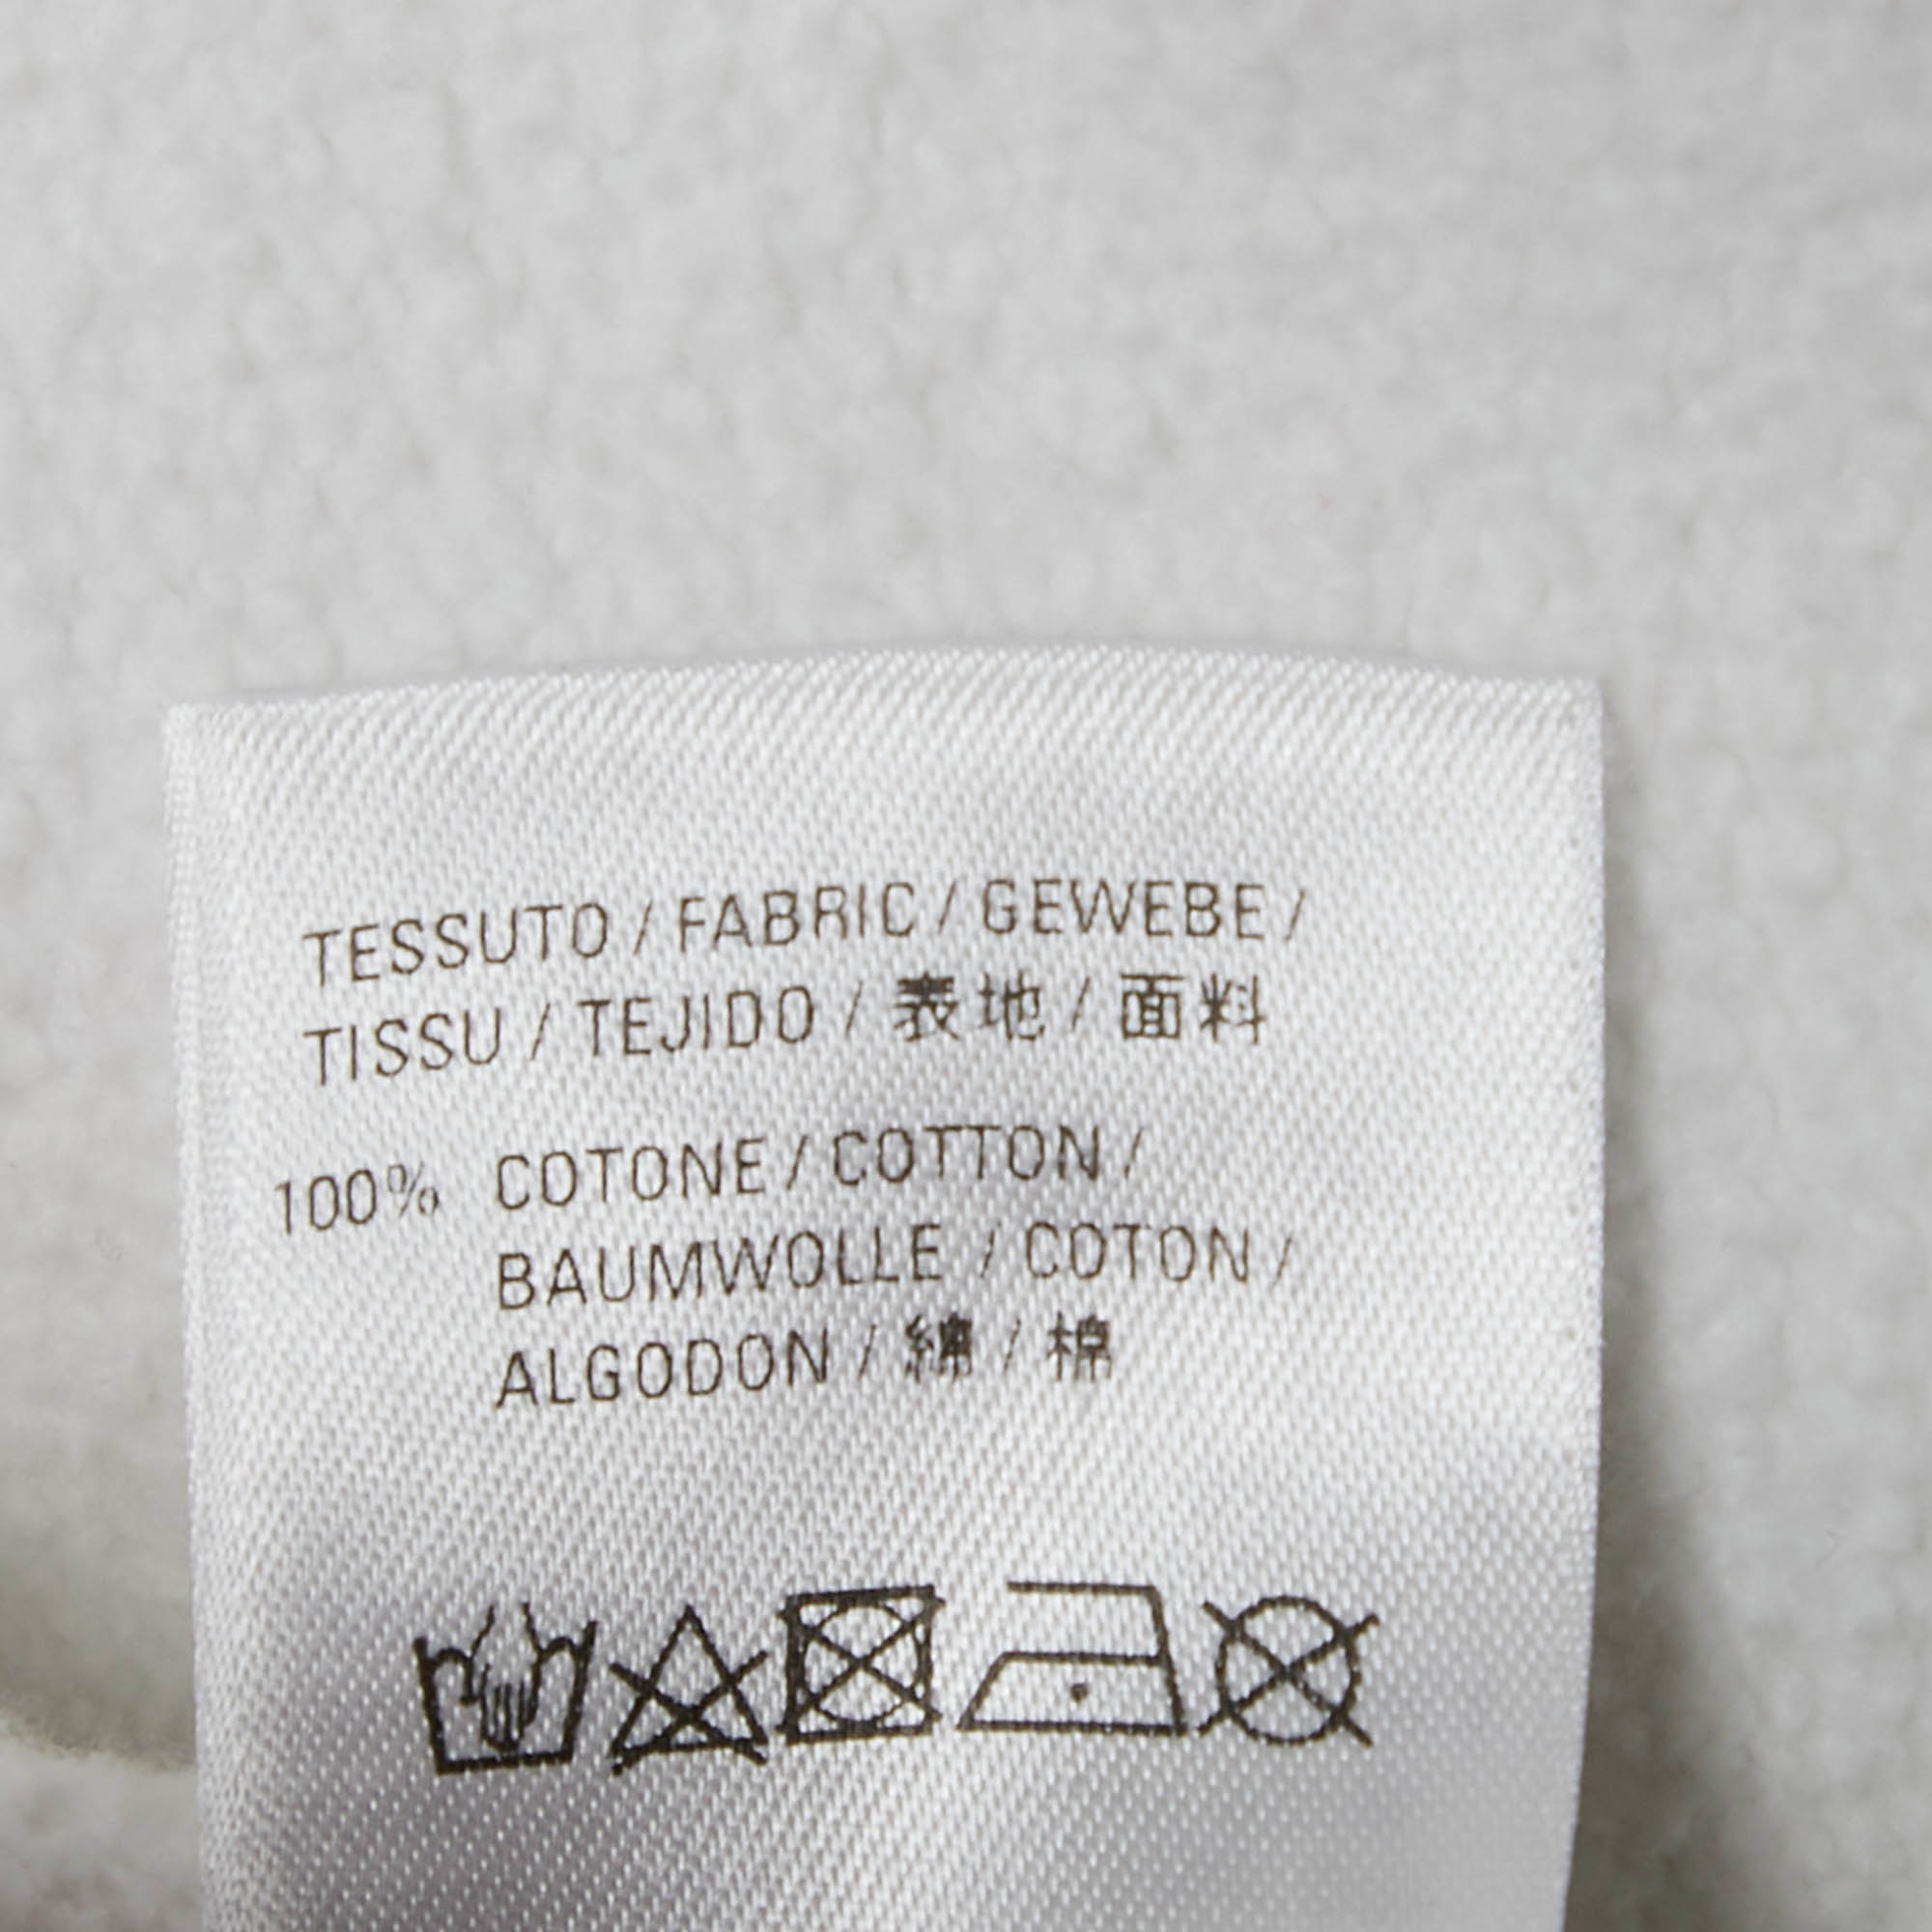 TESSUTO / FABRIC / GEWEBE /
TISSU / TEJIDO / 表地 / 面料
100% COTONE / COTTON /
BAUMWOLLE / COTON /
ALGODON / 綿 / 棉